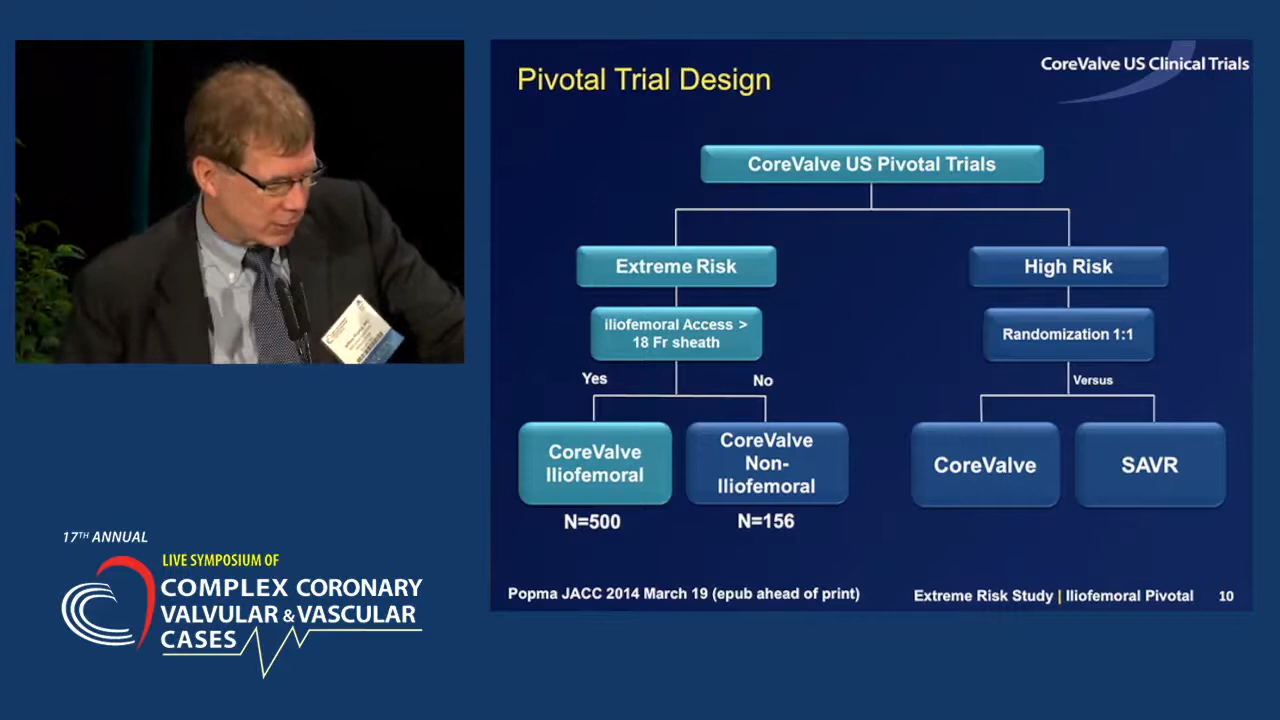 Pivotal Trial Design
CoreValve US Clinical Trials
CoreValve US Pivotal Trials
Extreme Risk
High Risk
iliofemoral Access >
18 Fr sheath
Randomization 1:1
Yes
No
Versus
CoreValve
Iliofemoral
CoreValve
Non-
Iliofemoral
CoreValve
SAVR
N=500
N=156
Popma JACC 2014 March 19 (epub ahead of print)
Extreme Risk Study | Iliofemoral Pivotal 10
17TH ANNUAL
LIVE SYMPOSIUM OF
COMPLEX CORONARY
VALVULAR & VASCULAR
CASES